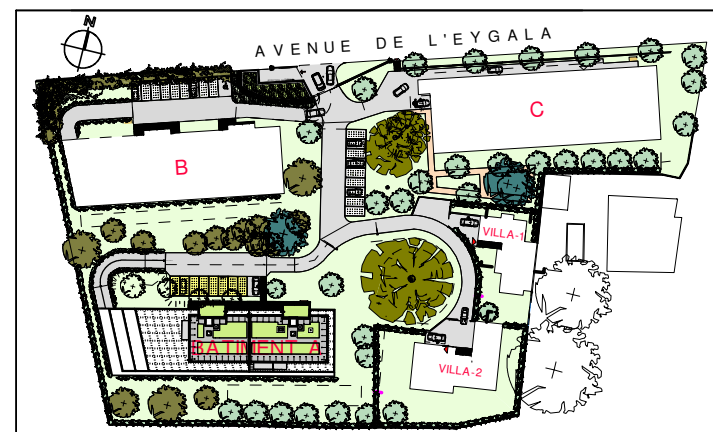 N
AVENUE DE L'EYGALA
C
B
VILLA-1
BATIMENT A
VILLA-2